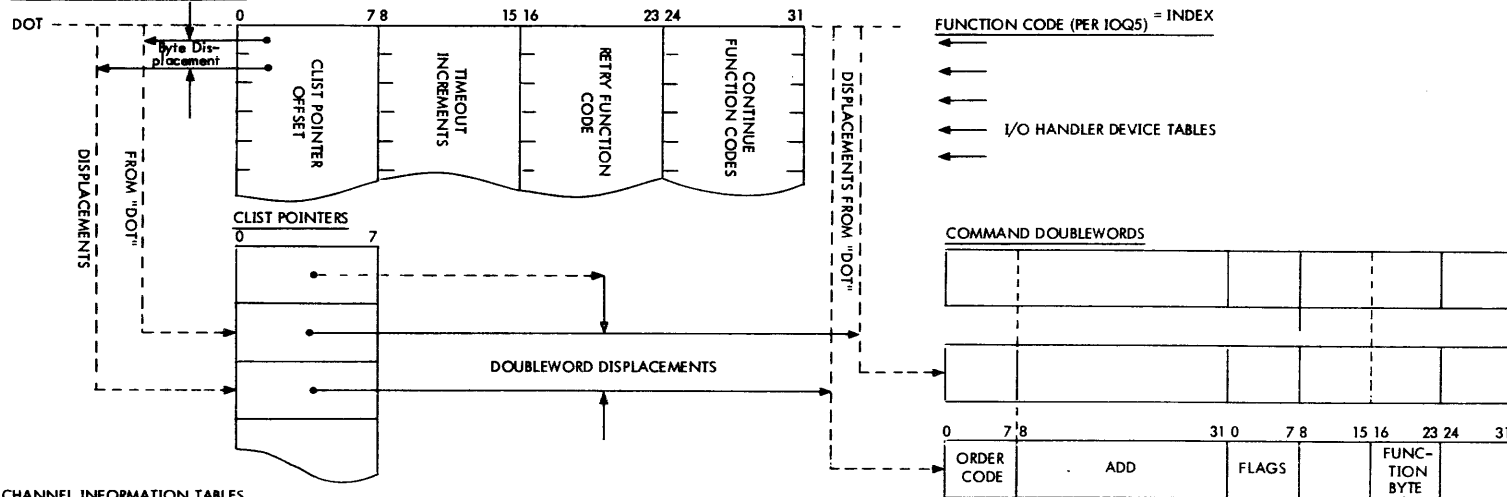 0 7 8 15 16 23 24 31
DOT
FUNCTION CODE (PER IOQ5) = INDEX
Byte Dis-
placement
CLIST POINTER
OFFSET
TIMEOUT
INCREMENTS
RETRY FUNCTION
CODE
CONTINUE
FUNCTION CODES
I/O HANDLER DEVICE TABLES
DISPLACEMENTS
FROM "DOT"
DISPLACEMENTS FROM "DOT"
CLIST POINTERS
0 7
COMMAND DOUBLEWORDS
DOUBLEWORD DISPLACEMENTS
0 7 8 31 0 7 8 15 16 23 24 31
ORDER
CODE
ADD
FLAGS
FUNC-
TION
BYTE
CHANNEL INFORMATION TABLES